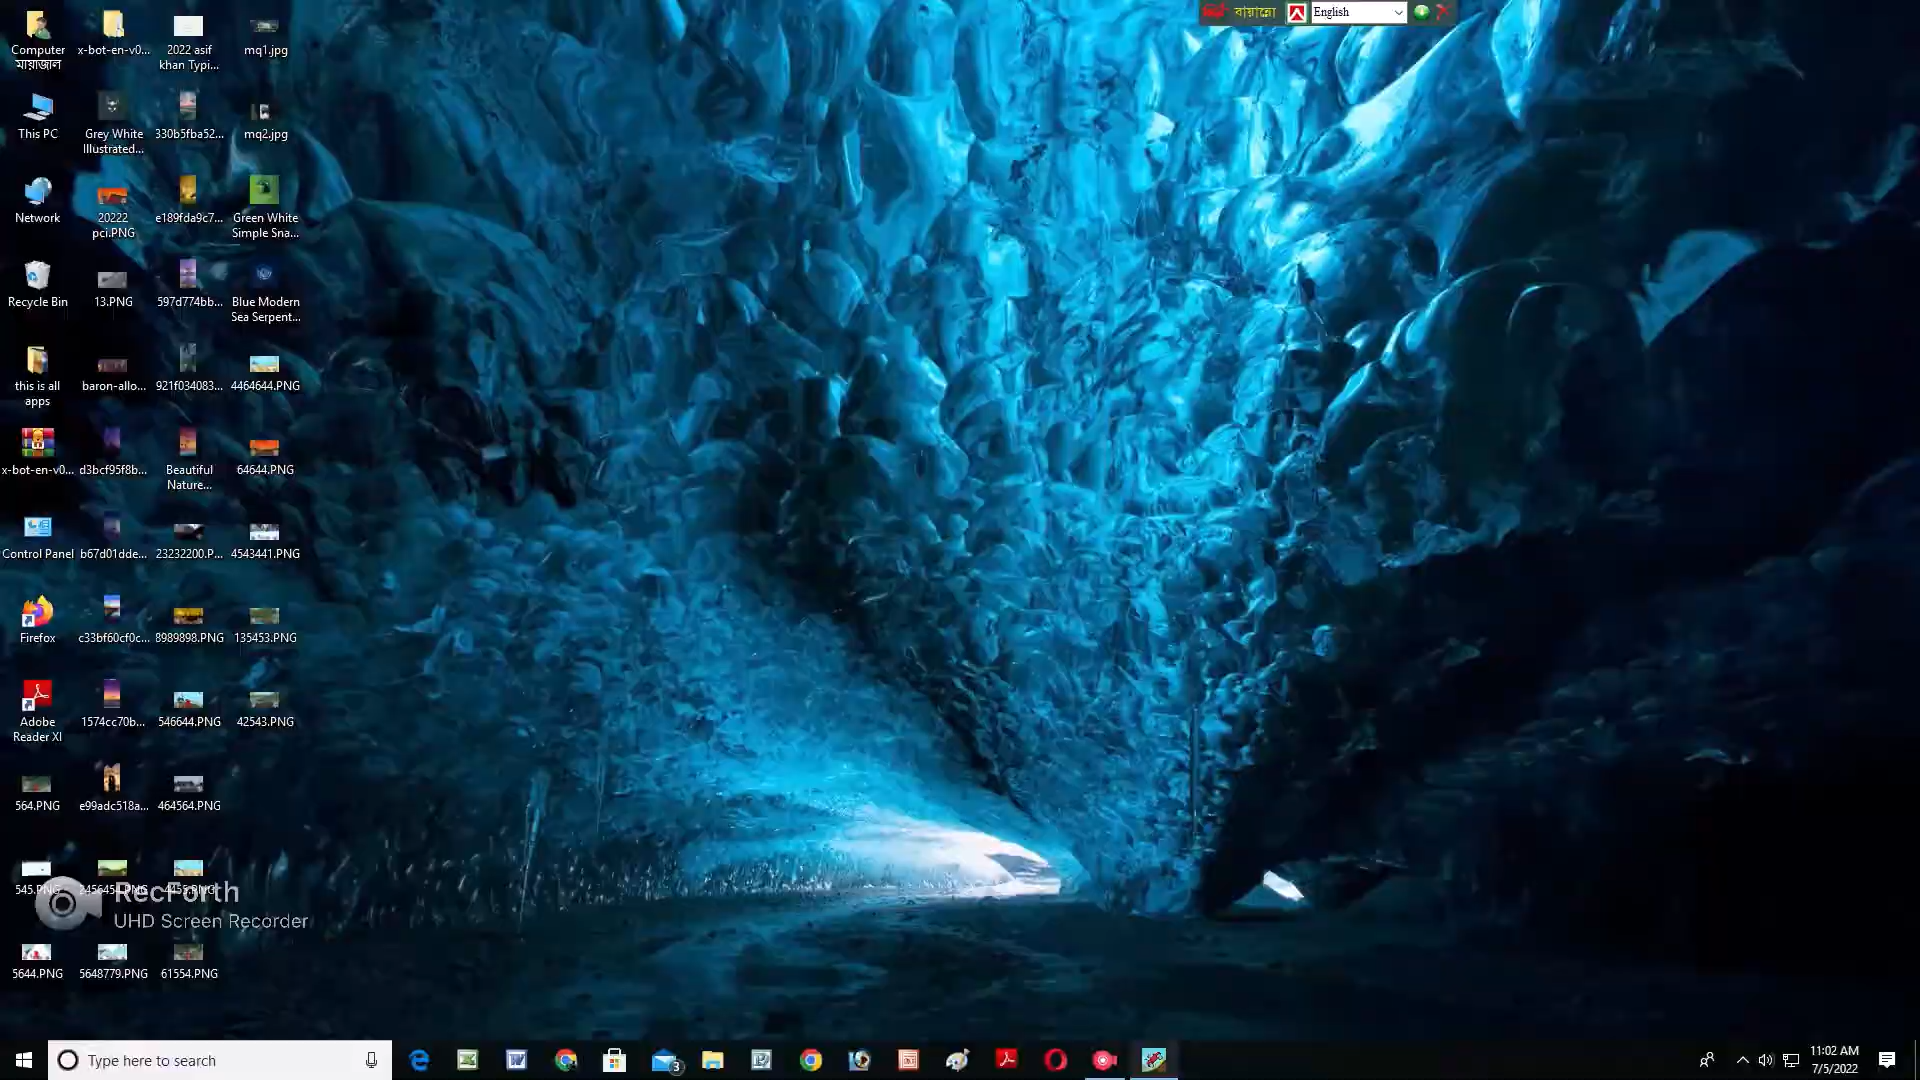 বায়ান্নো
English
Computer
মায়াজাল
x-bot-en-v0...
2022 asif
khan Typi...
mq1.jpg
This PC
Grey White
Illustrated...
330b5fba52...
mq2.jpg
Network
20222
pci.PNG
e189fda9c7...
Green White
Simple Sna...
Recycle Bin
13.PNG
597d774bb...
Blue Modern
Sea Serpent...
this is all
apps
baron-allo...
921f034083...
4464644.PNG
x-bot-en-v0...
d3bcf95f8b...
Beautiful
Nature...
64644.PNG
Control Panel
b67d01dde...
23232200.P...
4543441.PNG
Firefox
c33bf60cf0c...
8989898.PNG
135453.PNG
Adobe
Reader XI
1574cc70b...
546644.PNG
42543.PNG
564.PNG
e99adc518a...
464564.PNG
545.PNG
2456454.PNG
4455.PNG
RecForth
UHD Screen Recorder
5644.PNG
5648779.PNG
61554.PNG
Type here to search
3
11:02 AM
7/5/2022